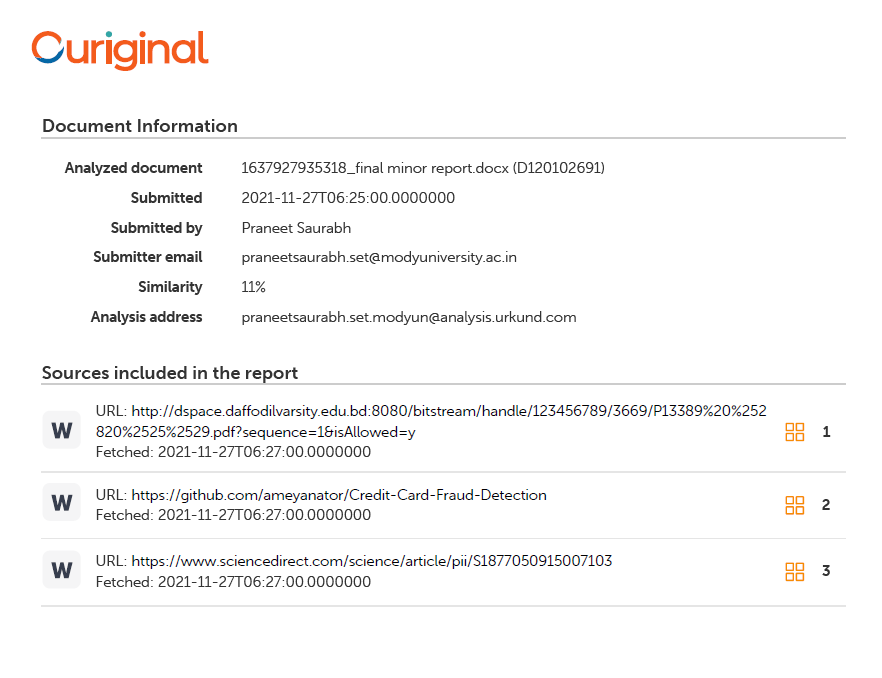 Ouriginal
Document Information
Analyzed document 1637927935318_final minor report.docx (D120102691)
Submitted 2021-11-27T06:25:00.0000000
Submitted by Praneet Saurabh
Submitter email praneetsaurabh.set@modyuniversity.ac.in
Similarity 11%
Analysis address praneetsaurabh.set.modyun@analysis.urkund.com
Sources included in the report
W
URL: http://dspace.daffodilvarsity.edu.bd:8080/bitstream/handle/123456789/3669/P13389%20%252
820%2525%2529.pdf?sequence=1&isAllowed=y
Fetched: 2021-11-27T06:27:00.0000000
1
W
URL: https://github.com/ameyanator/Credit-Card-Fraud-Detection
Fetched: 2021-11-27T06:27:00.0000000
2
W
URL: https://www.sciencedirect.com/science/article/pii/S1877050915007103
Fetched: 2021-11-27T06:27:00.0000000
3